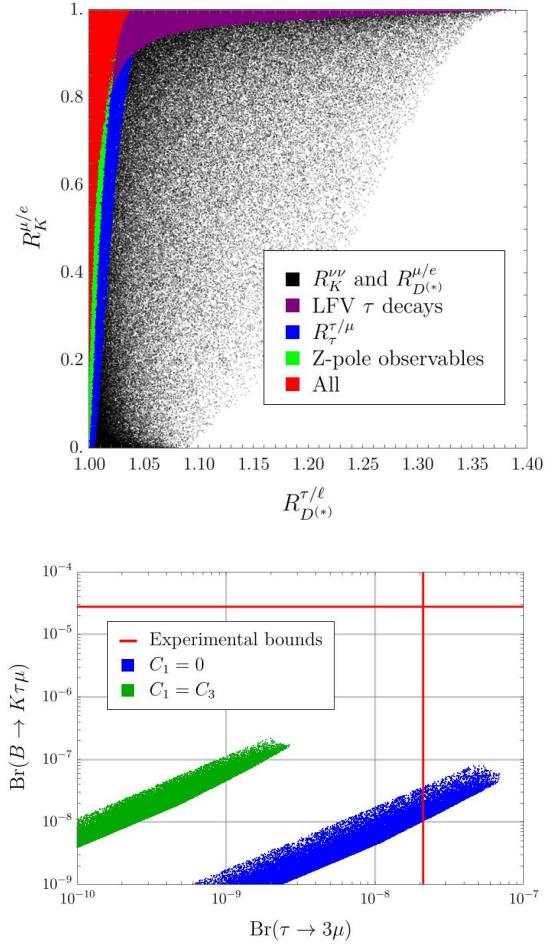 1.
0.8
0.6
0.4
0.2
0.
R_K^{μ/e}
R_K^{νν} and R_{D^{(*)}}^{μ/e}
LFV τ decays
R_τ^{τ/μ}
Z-pole observables
All
1.00 1.05 1.10 1.15 1.20 1.25 1.30 1.35 1.40
R_{D^{(*)}}^{τ/ℓ}
10^{-4}
10^{-5}
10^{-6}
10^{-7}
10^{-8}
10^{-9}
Br(B → Kτμ)
Experimental bounds
C_1 = 0
C_1 = C_3
10^{-10} 10^{-9} 10^{-8} 10^{-7}
Br(τ → 3μ)